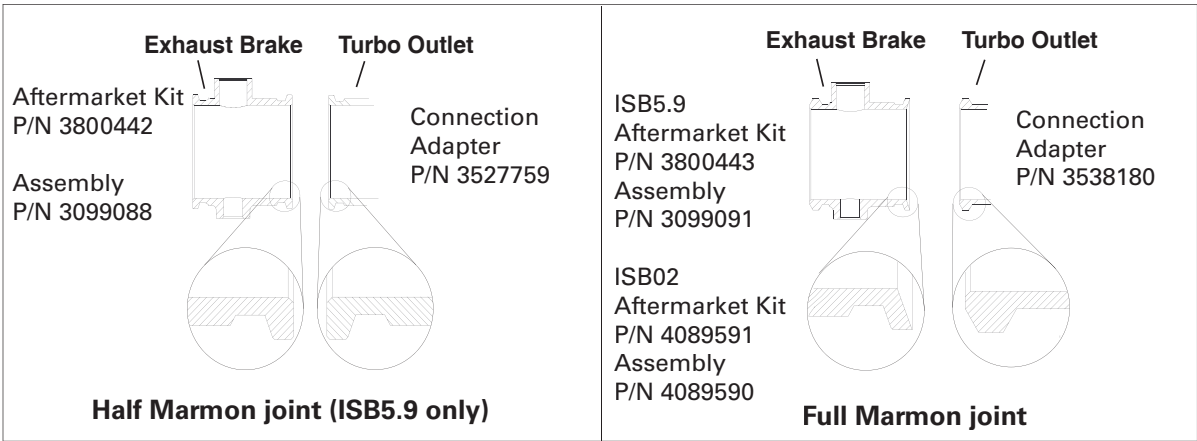 Exhaust Brake
Turbo Outlet
Aftermarket Kit
P/N 3800442
Assembly
P/N 3099088
Connection
Adapter
P/N 3527759
Half Marmon joint (ISB5.9 only)
Exhaust Brake
Turbo Outlet
ISB5.9
Aftermarket Kit
P/N 3800443
Assembly
P/N 3099091
ISB02
Aftermarket Kit
P/N 4089591
Assembly
P/N 4089590
Connection
Adapter
P/N 3538180
Full Marmon joint